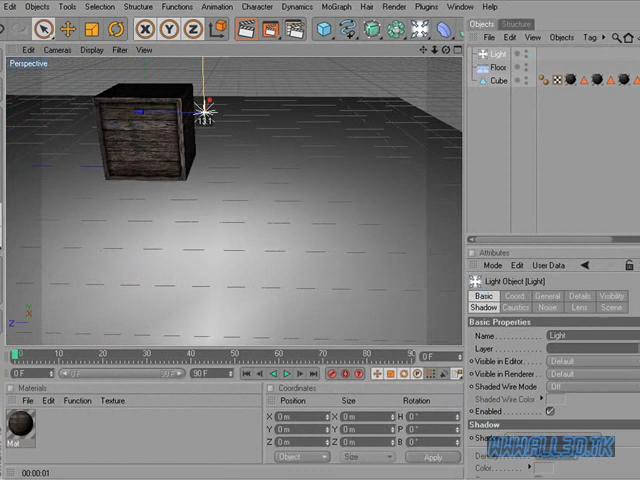 Edit Objects Tools Selection Structure Functions Animation Characters Dynamics MoGraph Hair Render Plugins Window Help
Edit Cameras Display Filter View
Perspective
Objects Structure
File Edit View Objects Tag
Light
Floor
Cube
Attributes
Mode Edit User Data
Light Object [Light]
Basic Coord. General Details Visibility
Shadow Caustics Noise Lens Scene
Basic Properties
Name Light
Layer
Visible in Editor Default
Visible in Renderer Default
Shaded Wire Mode Off
Shaded Wire Color
Enabled
Shadow
Density
Color
WWW.ALL3D.TK
0 10 20 30 40 50 60 70 80 90 0 F
0 F 0 F 90 F 90 F
Materials
File Edit Function Texture
Mat
Coordinates
Position Size Rotation
X 0 m X 0 m H 0 °
Y 0 m Y 0 m P 0 °
Z 0 m Z 0 m B 0 °
Object Size Apply
00:00:01